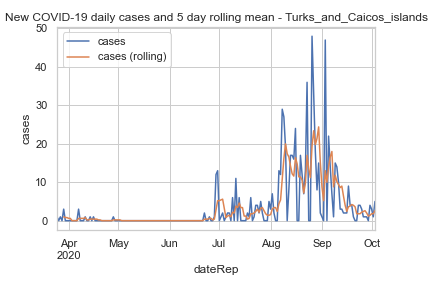 New COVID-19 daily cases and 5 day rolling mean - Turks_and_Caicos_islands
50
40
30
20
10
0
cases
cases
cases (rolling)
Apr
2020
May
Jun
Jul
Aug
Sep
Oct
dateRep